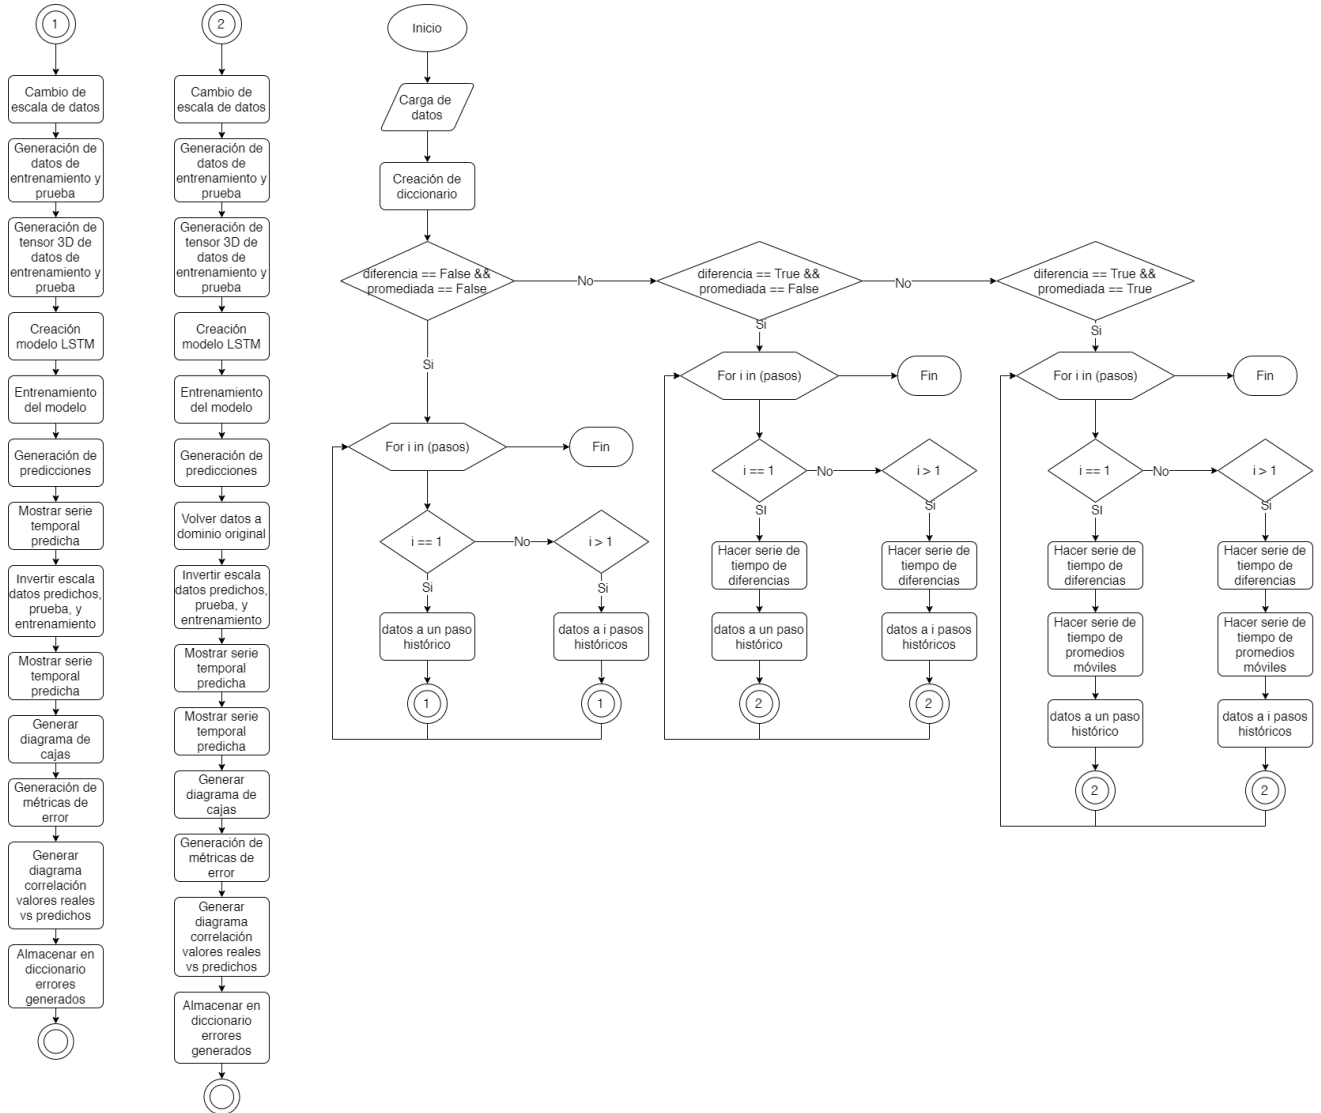 1
Cambio de
escala de datos
Generación de
datos de
entrenamiento y
prueba
Generación de
tensor 3D de
datos de
entrenamiento y
prueba
Creación
modelo LSTM
Entrenamiento
del modelo
Generación de
predicciones
Mostrar serie
temporal
predicha
Invertir escala
datos predichos,
prueba, y
entrenamiento
Mostrar serie
temporal
predicha
Generar
diagrama de
cajas
Generación de
métricas de
error
Generar
diagrama
correlación
valores reales
vs predichos
Almacenar en
diccionario
errores
generados
2
Cambio de
escala de datos
Generación de
datos de
entrenamiento y
prueba
Generación de
tensor 3D de
datos de
entrenamiento y
prueba
Creación
modelo LSTM
Entrenamiento
del modelo
Generación de
predicciones
Volver datos a
dominio original
Invertir escala
datos predichos,
prueba, y
entrenamiento
Mostrar serie
temporal
predicha
Mostrar serie
temporal
predicha
Generar
diagrama de
cajas
Generación de
métricas de
error
Generar
diagrama
correlación
valores reales
vs predichos
Almacenar en
diccionario
errores
generados
Inicio
Carga de
datos
Creación de
diccionario
diferencia == False &&
promediada == False
No
Si
For i in (pasos)
Fin
i == 1
No
i > 1
Si
Si
datos a un paso
histórico
datos a i pasos
históricos
1
1
diferencia == True &&
promediada == False
No
Si
For i in (pasos)
Fin
i == 1
No
i > 1
SI
Si
Hacer serie de
tiempo de
diferencias
Hacer serie de
tiempo de
diferencias
datos a un paso
histórico
datos a i pasos
históricos
2
2
diferencia == True &&
promediada == True
Si
For i in (pasos)
Fin
i == 1
No
i > 1
SI
Si
Hacer serie de
tiempo de
diferencias
Hacer serie de
tiempo de
diferencias
Hacer serie de
tiempo de
promedios
móviles
Hacer serie de
tiempo de
promedios
móviles
datos a un paso
histórico
datos a i pasos
históricos
2
2